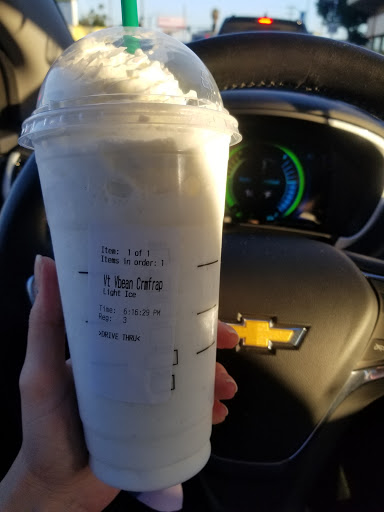 Item: 1 of 1
Items in order: 1
Vt Vbean Crmfrap
Light Ice
Time: 6:16:29 PM
Reg: 3
>DRIVE THRU<